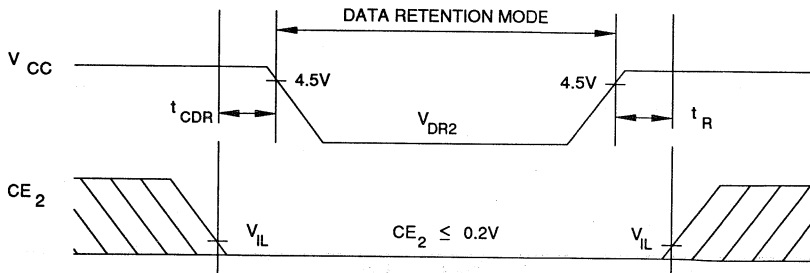 DATA RETENTION MODE
V CC
4.5V
4.5V
t CDR
V DR2
t R
CE 2
V IL
CE 2 ≤ 0.2V
V IL